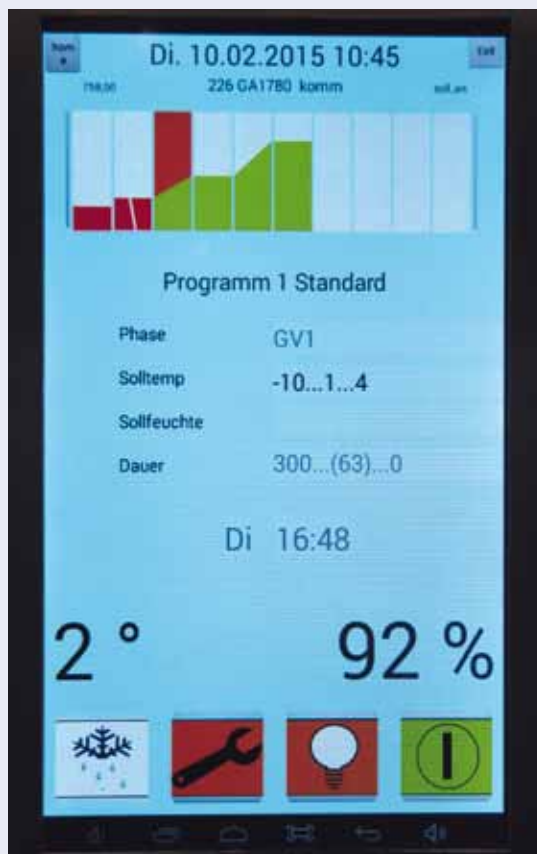 Di. 10.02.2015 10:45
226 GA1780 komm
Programm 1 Standard
Phase GV1
Solltemp -10...1...4
Sollfeuchte
Dauer 300...(63)...0
Di 16:48
2 ° 92 %